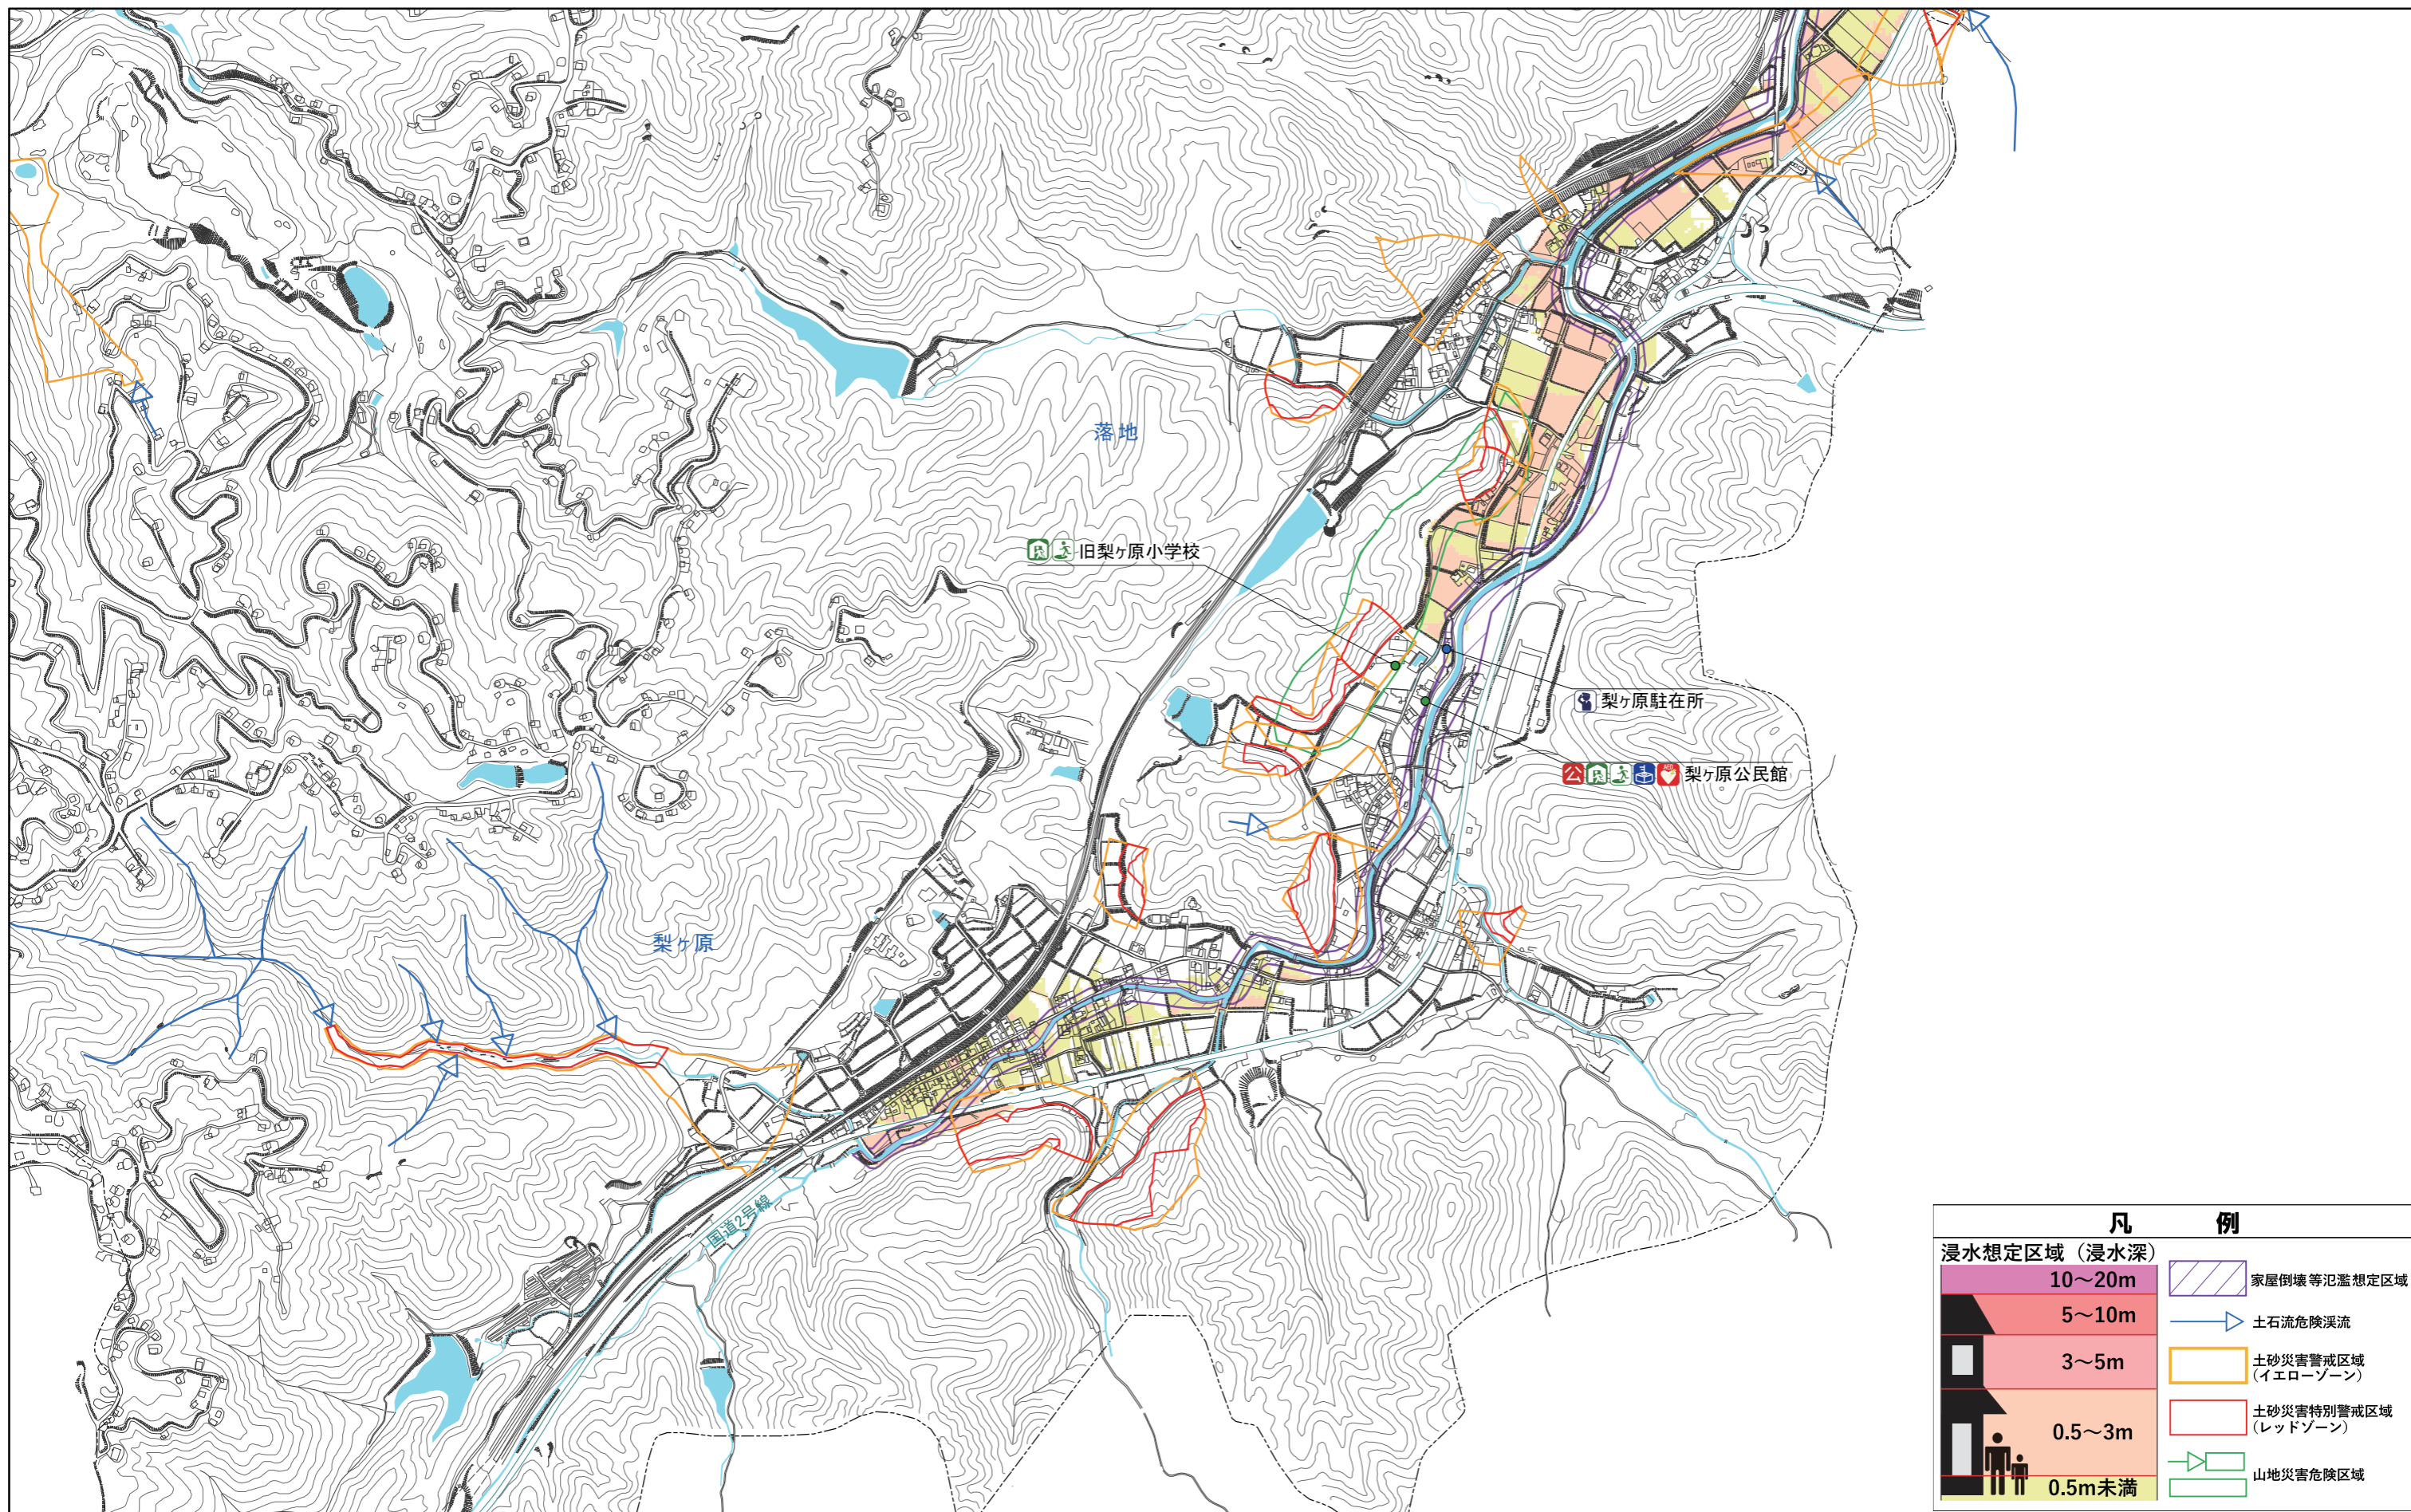 落地
旧梨ヶ原小学校
梨ヶ原駐在所
公
AED
梨ヶ原公民館
梨ヶ原
国道2号線
凡例
浸水想定区域(浸水深)
10～20m
5～10m
3～5m
0.5～3m
0.5m未満
家屋倒壊等氾濫想定区域
土石流危険渓流
土砂災害警戒区域
(イエローゾーン)
土砂災害特別警戒区域
(レッドゾーン)
山地災害危険区域